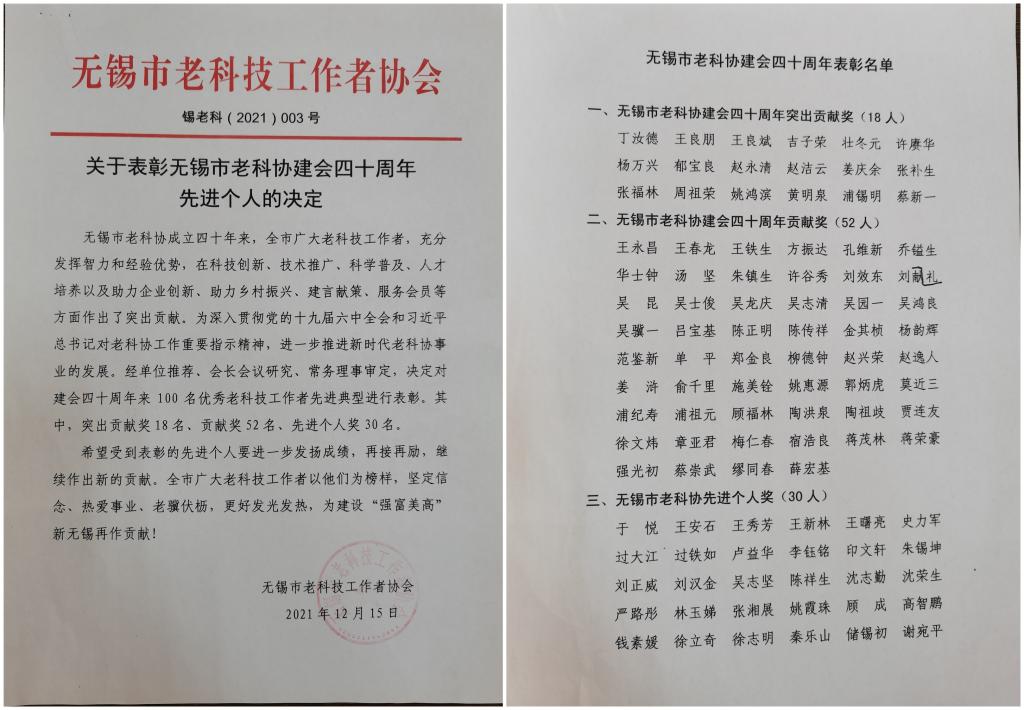 无锡市老科技工作者协会
锡老科（2021）003 号
关于表彰无锡市老科协建会四十周年
先进个人的决定
无锡市老科协成立四十年来，全市广大老科技工作者，充分
发挥智力和经验优势，在科技创新、技术推广、科学普及、人才
培养以及助力企业创新、助力乡村振兴、建言献策、服务会员等
方面作出了突出贡献。为深入贯彻党的十九届六中全会和习近平
总书记对老科协工作重要指示精神，进一步推进新时代老科协事
业的发展。经单位推荐、会长会议研究、常务理事审定，决定对
建会四十周年来 100 名优秀老科技工作者先进典型进行表彰。其
中，突出贡献奖 18 名、贡献奖 52 名、先进个人奖 30 名。
希望受到表彰的先进个人要进一步发扬成绩，再接再励，继
续作出新的贡献。全市广大老科技工作者以他们为榜样，坚定信
念、热爱事业、老骥伏枥，更好发光发热，为建设“强富美高”
新无锡再作贡献！
无锡市老科技工作者协会
2021 年 12 月 15 日
无锡市老科协建会四十周年表彰名单
一、无锡市老科协建会四十周年突出贡献奖（18 人）
丁汝德 王良朋 王良斌 吉子荣 壮冬元 许赓华
杨万兴 郁宝良 赵永清 赵洁云 姜庆余 张补生
张福林 周祖荣 姚鸿滨 黄明泉 浦锡明 蔡新一
二、无锡市老科协建会四十周年贡献奖（52 人）
王永昌 王春龙 王铁生 方振达 孔维新 乔镒生
华士钟 汤 坚 朱镇生 许谷秀 刘效东 刘献礼
吴 昆 吴士俊 吴龙庆 吴志清 吴园一 吴鸿良
吴骥一 吕宝基 陈正明 陈传祥 金其桢 杨韵辉
范鉴新 单 平 郑金良 柳德钟 赵兴荣 赵逸人
姜 浒 俞千里 施美铨 姚惠源 郭炳虎 莫近三
浦纪寿 浦祖元 顾福林 陶洪泉 陶祖歧 贾连友
徐文炜 章亚君 梅仁春 宿浩良 蒋茂林 蒋荣豪
强光初 蔡崇武 缪同春 薛宏基
三、无锡市老科协先进个人奖（30 人）
于 悦 王安石 王秀芳 王新林 王曙亮 史力军
过大江 过铁如 卢益华 李钰铭 印文轩 朱锡坤
刘正威 刘汉金 吴志坚 陈祥生 沈志勤 沈荣生
严路彤 林玉娣 张湘展 姚霞珠 顾 成 高智鹏
钱素媛 徐立奇 徐志明 秦乐山 储锡初 谢宛平